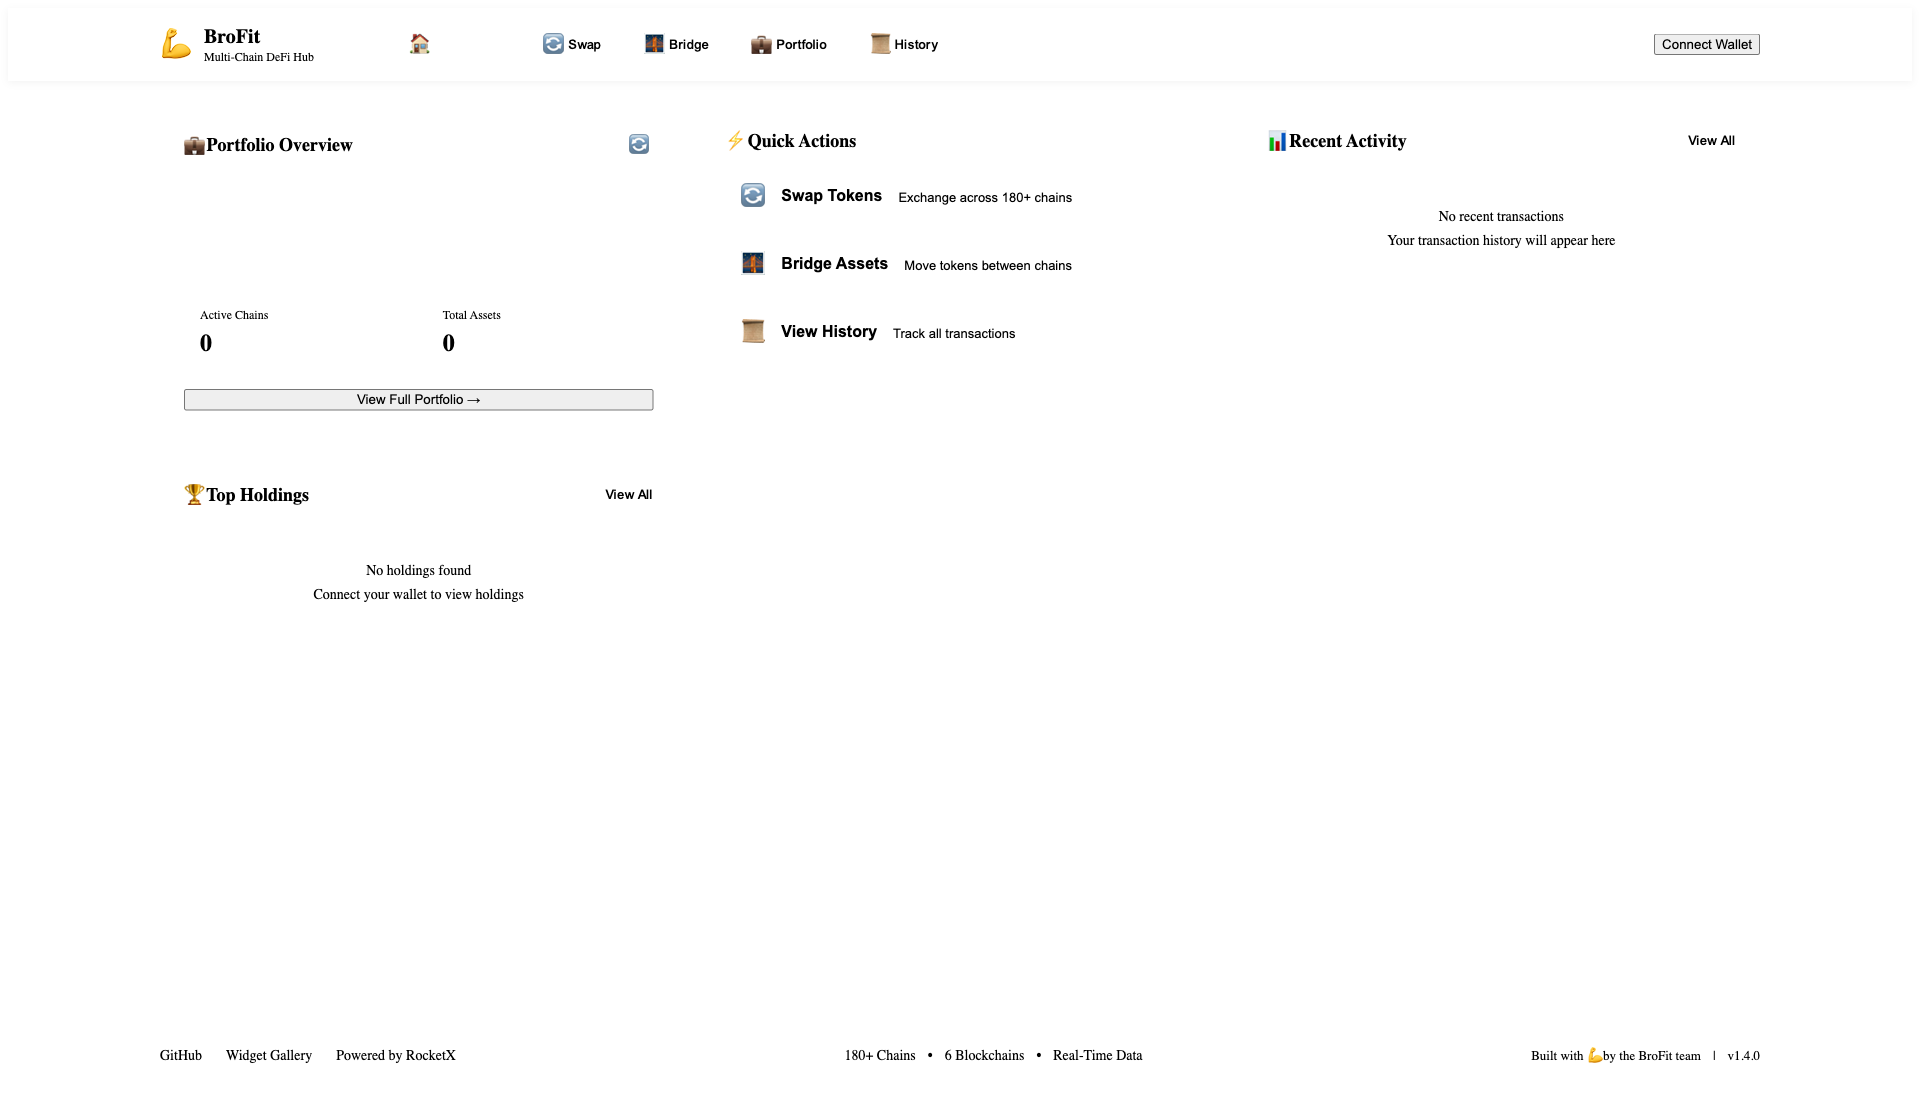 BroFit
Multi-Chain DeFi Hub
Swap
Bridge
Portfolio
History
Connect Wallet
Portfolio Overview
Active Chains
0
Total Assets
0
View Full Portfolio →
Quick Actions
Swap Tokens Exchange across 180+ chains
Bridge Assets Move tokens between chains
View History Track all transactions
Recent Activity
View All
No recent transactions
Your transaction history will appear here
Top Holdings
View All
No holdings found
Connect your wallet to view holdings
GitHub
Widget Gallery
Powered by RocketX
180+ Chains • 6 Blockchains • Real-Time Data
Built with 💪by the BroFit team | v1.4.0